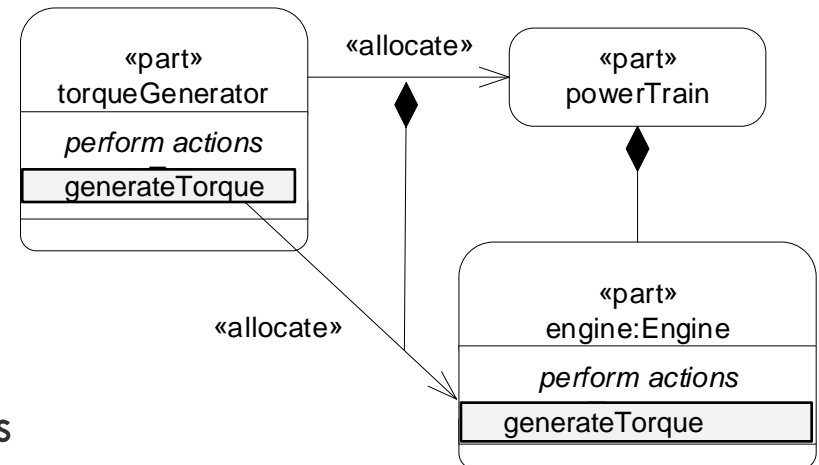 «part»
torqueGenerator
perform actions
generateTorque
«allocate»
«part»
powerTrain
«allocate»
«part»
engine:Engine
perform actions
generateTorque
s